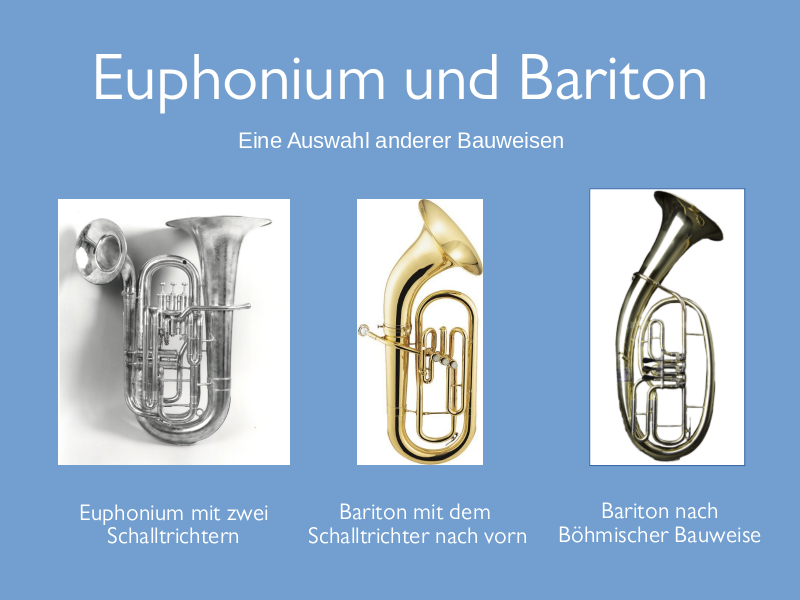 Euphonium und Bariton
Eine Auswahl anderer Bauweisen
Euphonium mit zwei
Schalltrichtern
Bariton mit dem
Schalltrichter nach vorn
Bariton nach
Böhmischer Bauweise